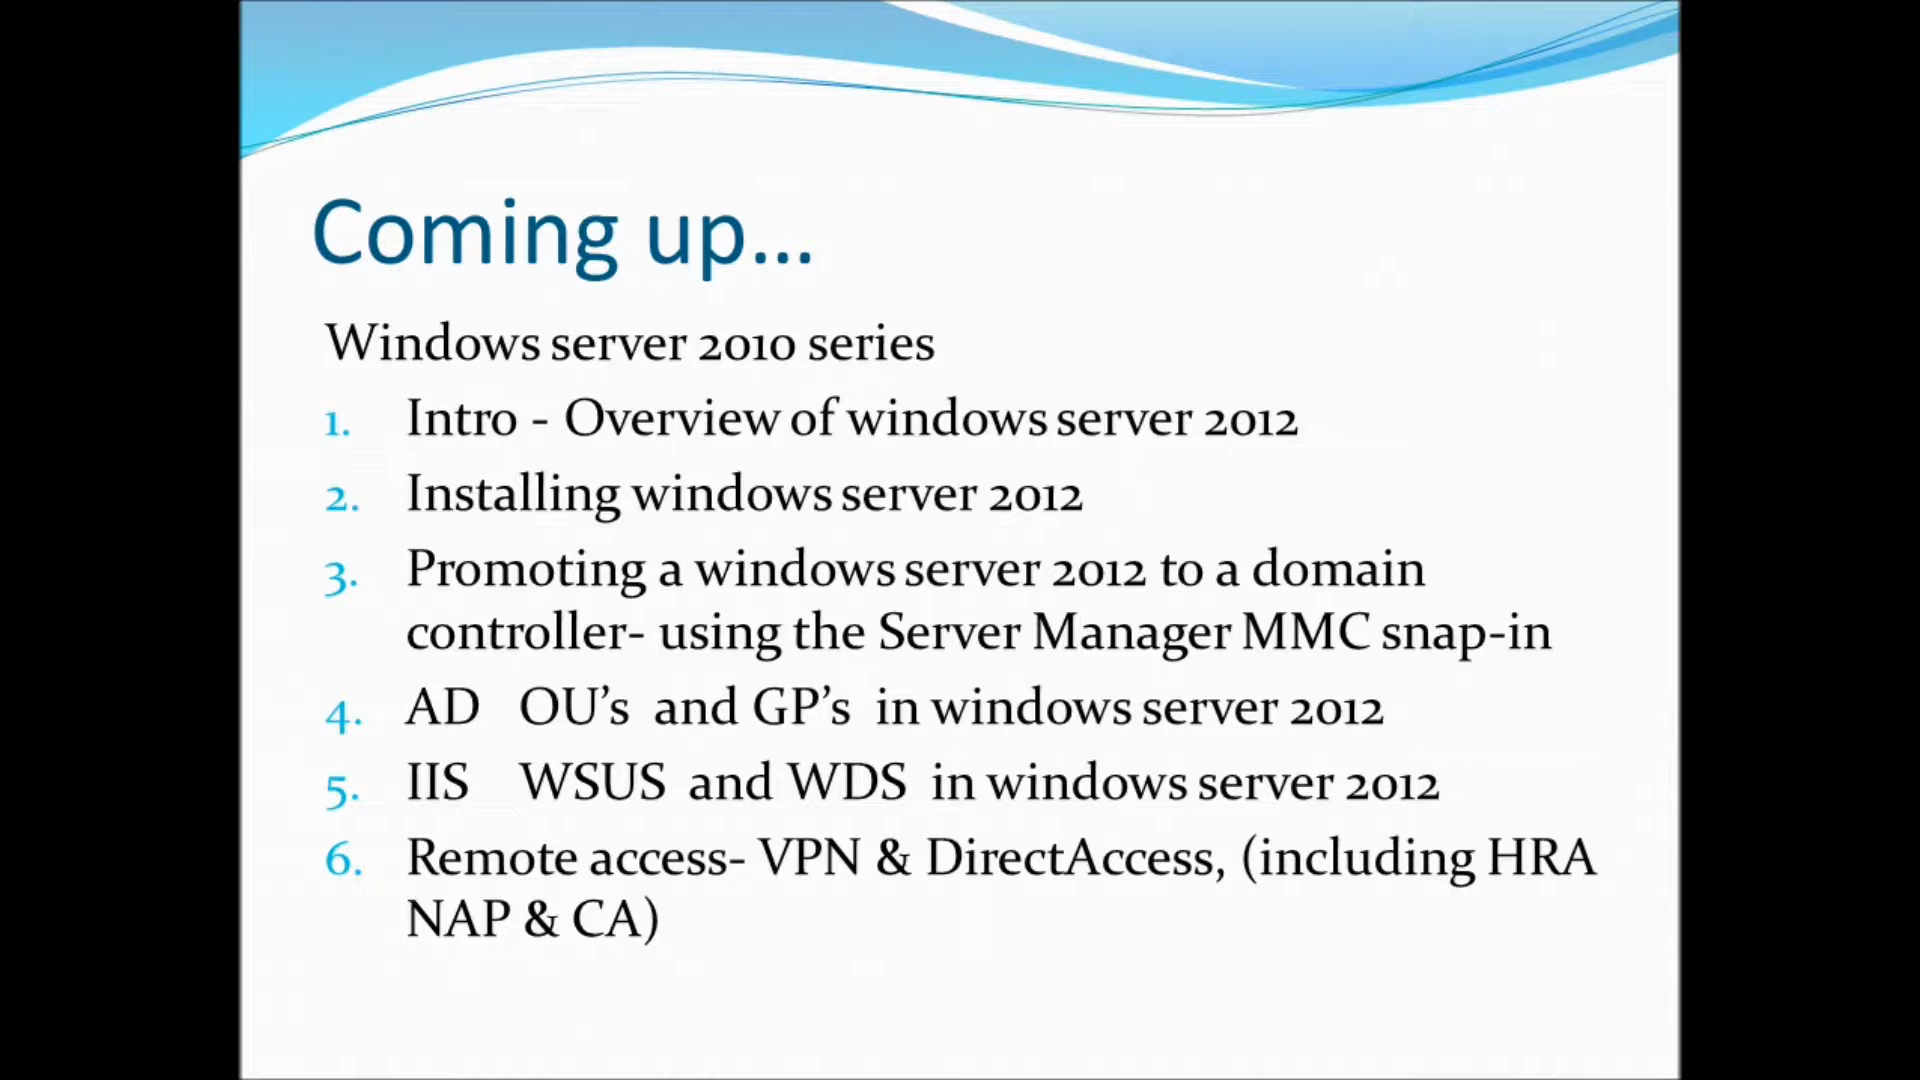 Coming up...
Windows server 2010 series
1. Intro - Overview of windows server 2012
2. Installing windows server 2012
3. Promoting a windows server 2012 to a domain
controller- using the Server Manager MMC snap-in
4. AD OU’s and GP’s in windows server 2012
5. IIS WSUS and WDS in windows server 2012
6. Remote access- VPN & DirectAccess, (including HRA
NAP & CA)